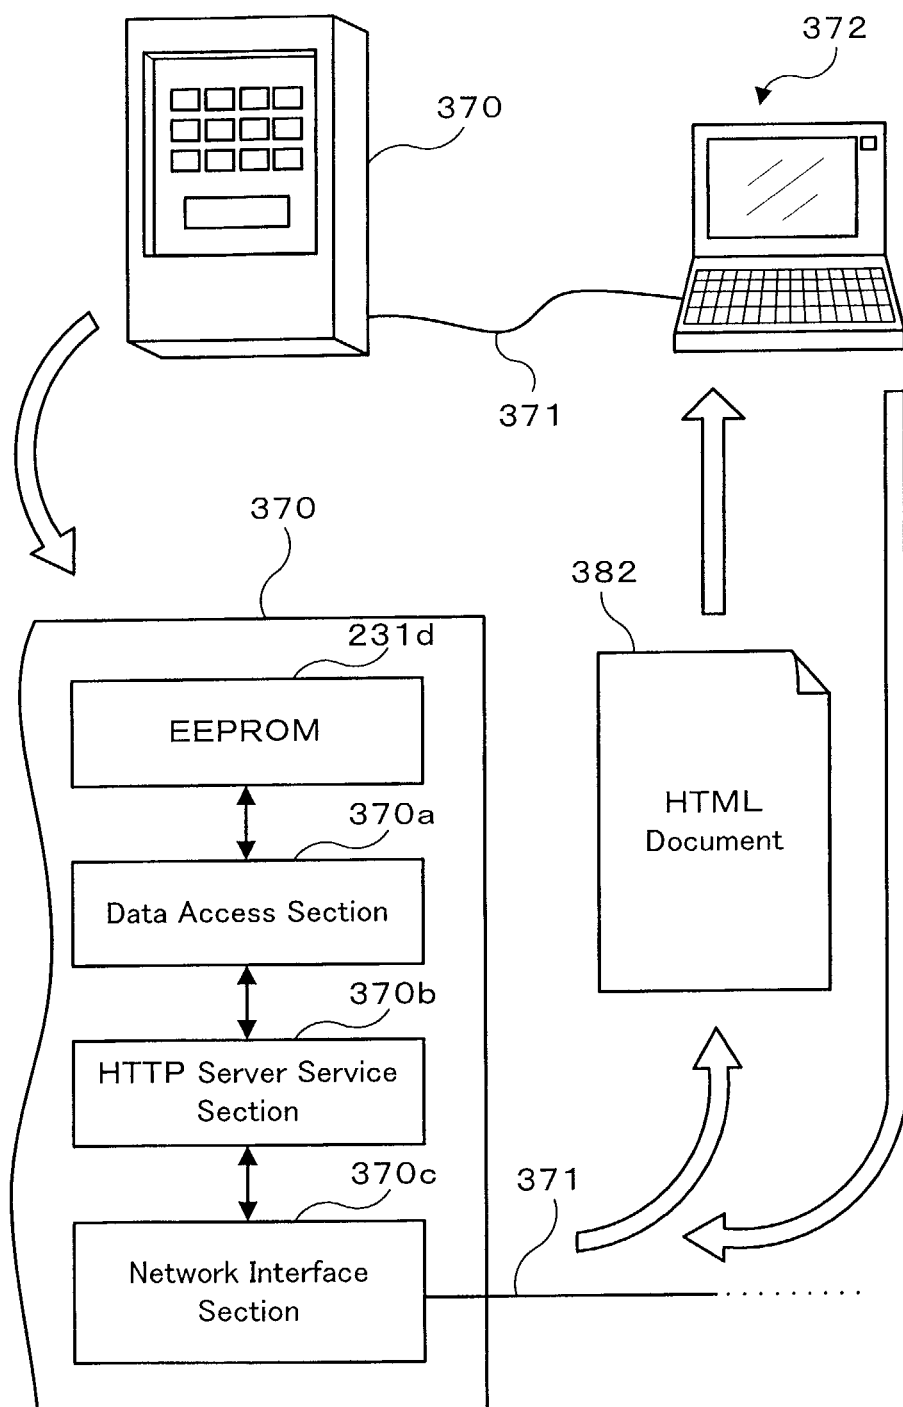 372
370
371
370
382
231d
EEPROM
370a
HTML
Document
Data Access Section
370b
HTTP Server Service
Section
370c
371
Network Interface
Section